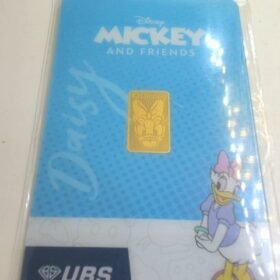 Disney
MICKEY
AND FRIENDS
Daisy
UBS